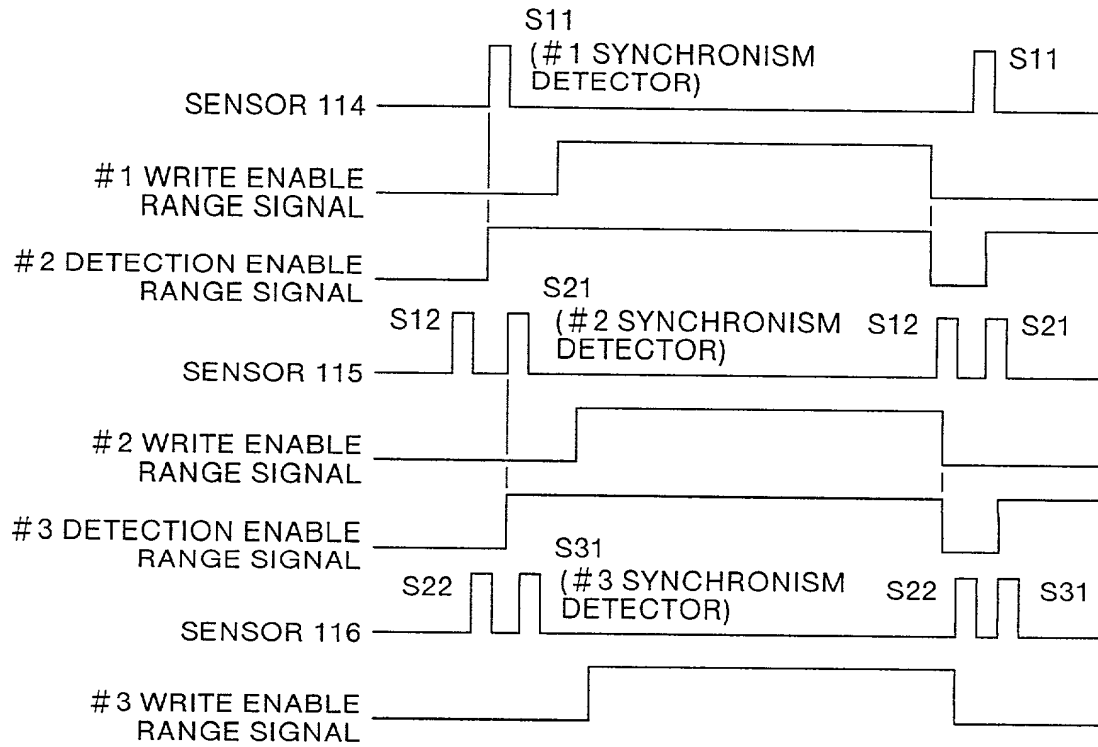 S11
(#1 SYNCHRONISM
DETECTOR)
S11
SENSOR 114
#1 WRITE ENABLE
RANGE SIGNAL
#2 DETECTION ENABLE
RANGE SIGNAL
S12
S21
(#2 SYNCHRONISM
DETECTOR)
S12
S21
SENSOR 115
#2 WRITE ENABLE
RANGE SIGNAL
#3 DETECTION ENABLE
RANGE SIGNAL
S22
S31
(#3 SYNCHRONISM
DETECTOR)
S22
S31
SENSOR 116
#3 WRITE ENABLE
RANGE SIGNAL